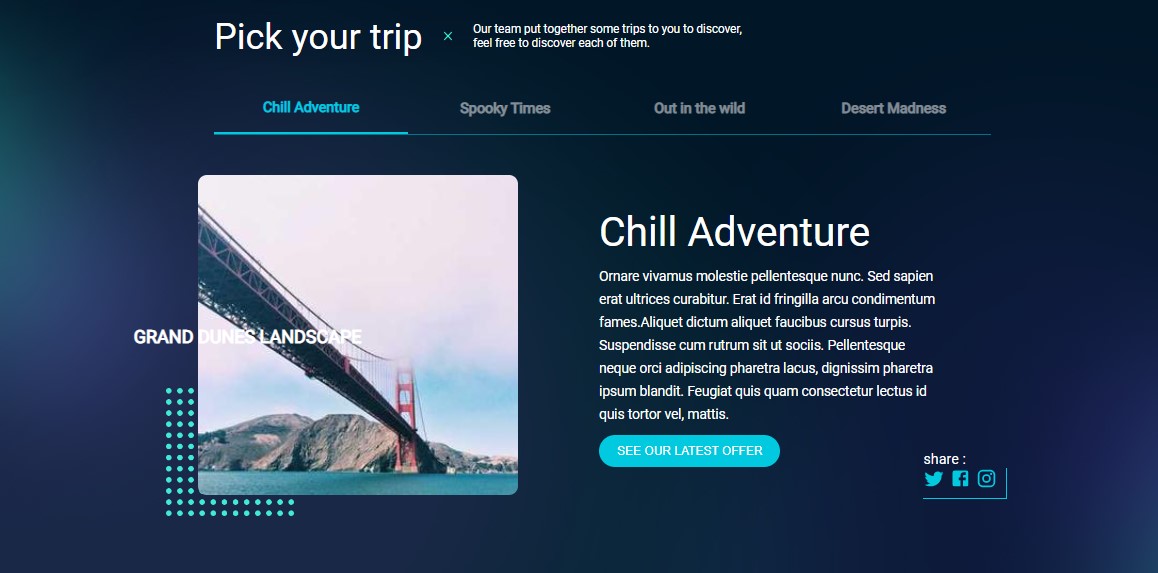 Pick your trip
×
Our team put together some trips to you to discover,
feel free to discover each of them.
Chill Adventure
Spooky Times
Out in the wild
Desert Madness
GRAND DUNES LANDSCAPE
Chill Adventure
Ornare vivamus molestie pellentesque nunc. Sed sapien
erat ultrices curabitur. Erat id fringilla arcu condimentum
fames.Aliquet dictum aliquet faucibus cursus turpis.
Suspendisse cum rutrum sit ut sociis. Pellentesque
neque orci adipiscing pharetra lacus, dignissim pharetra
ipsum blandit. Feugiat quis quam consectetur lectus id
quis tortor vel, mattis.
SEE OUR LATEST OFFER
share :